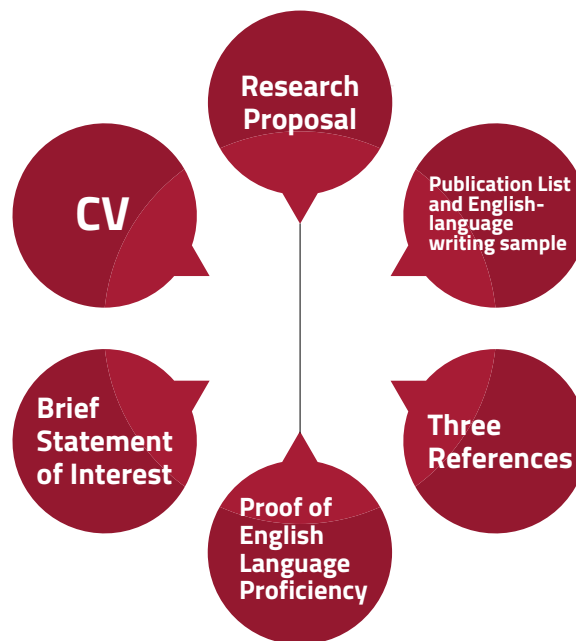 Research
Proposal
CV
Publication List
and English-
language
writing sample
Brief
Statement
of Interest
Three
References
Proof of
English
Language
Proficiency